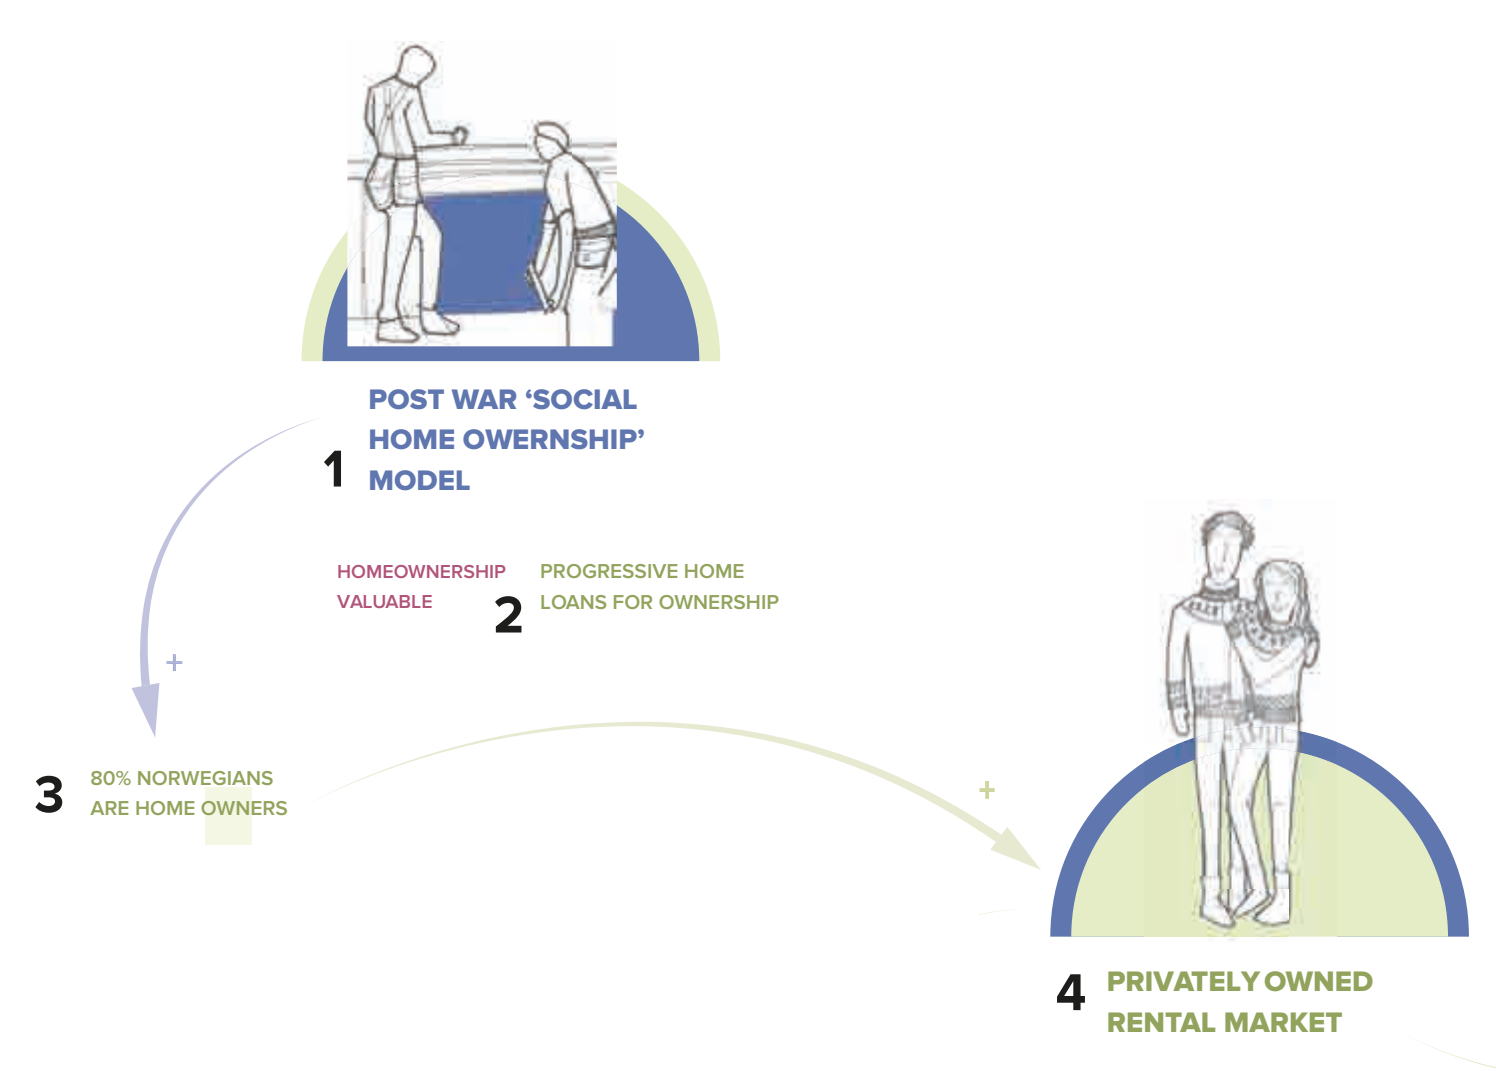 POST WAR ‘SOCIAL
HOME OWERNSHIP’
1 MODEL
HOMEOWNERSHIP
VALUABLE
2
PROGRESSIVE HOME
LOANS FOR OWNERSHIP
+
3
80% NORWEGIANS
ARE HOME OWNERS
+
4
PRIVATELY OWNED
RENTAL MARKET